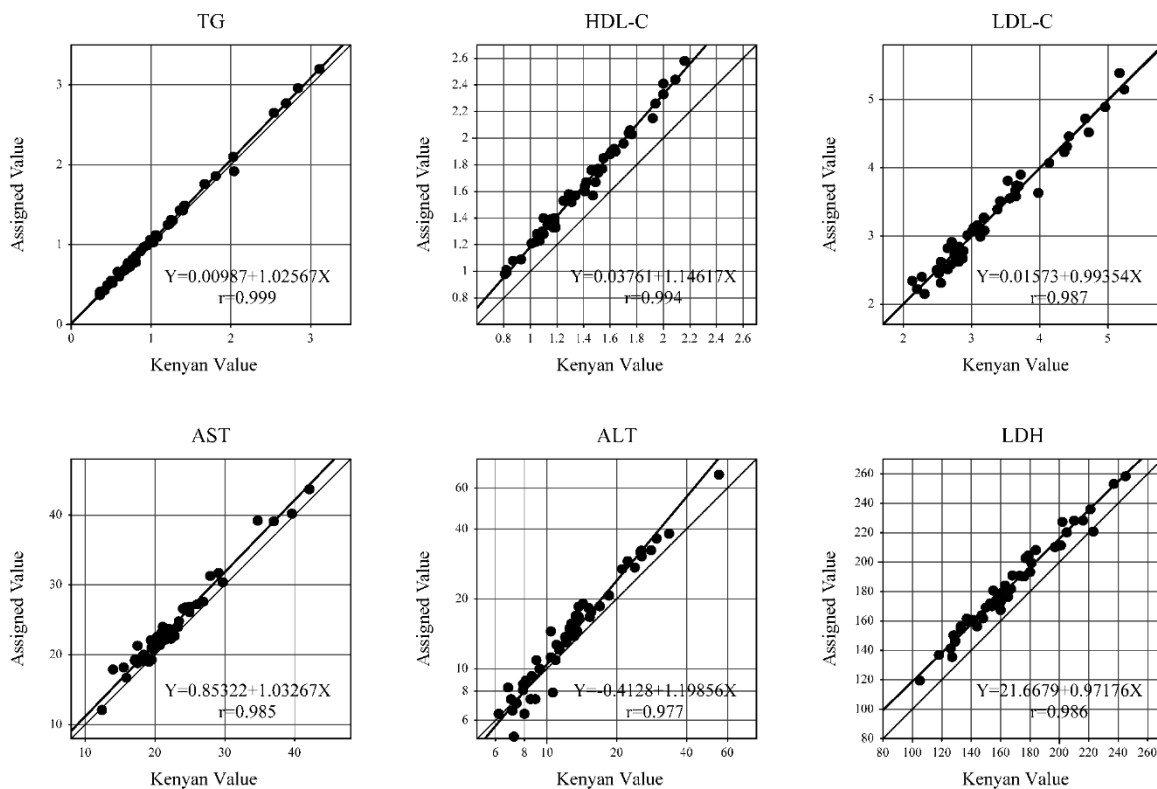 TG
Assigned Value
3
2
1
0
0 1 2 3
Kenyan Value
Y=0.00987+1.02567X
r=0.999
HDL-C
Assigned Value
2.6
2.4
2.2
2
1.8
1.6
1.4
1.2
1
0.8
0.8 1 1.2 1.4 1.6 1.8 2 2.2 2.4 2.6
Kenyan Value
Y=0.03761+1.14617X
r=0.994
LDL-C
Assigned Value
5
4
3
2
2 3 4 5
Kenyan Value
Y=0.01573+0.99354X
r=0.987
AST
Assigned Value
40
30
20
10
10 20 30 40
Kenyan Value
Y=0.85322+1.03267X
r=0.985
ALT
Assigned Value
60
40
20
10
8
6
6 8 10 20 40 60
Kenyan Value
Y=-0.4128+1.19856X
r=0.977
LDH
Assigned Value
260
240
220
200
180
160
140
120
100
80
80 100 120 140 160 180 200 220 240 260
Kenyan Value
Y=21.6679+0.97176X
r=0.986